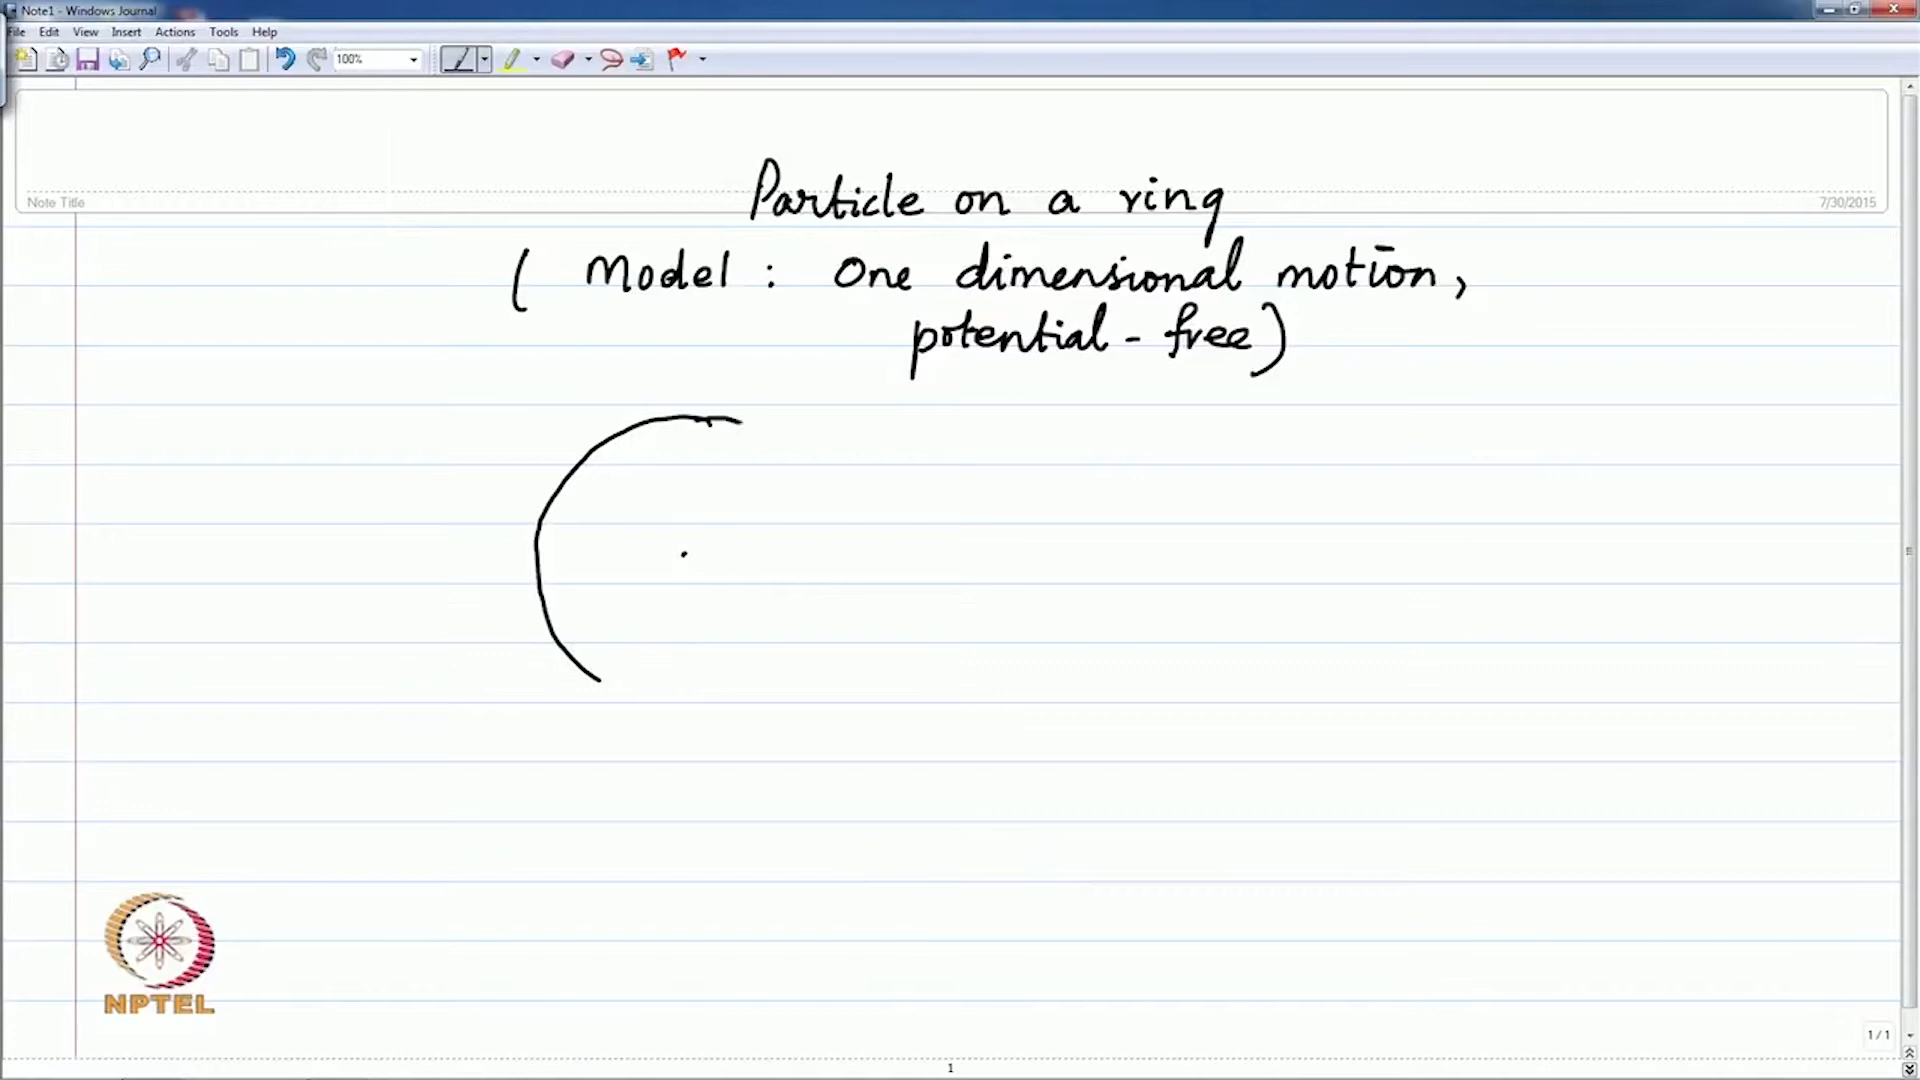 Note1 - Windows Journal
File Edit View Insert Actions Tools Help
100%
Particle on a ring
Note Title
7/30/2015
( Model : One dimensional motion,
potential - free)
NPTEL
1 / 1
1